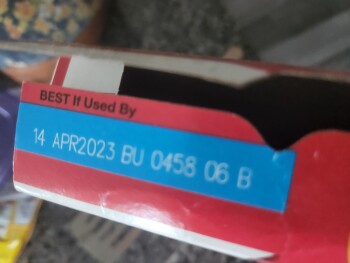 BEST If Used By
14 APR2023 BU 0458 06 B